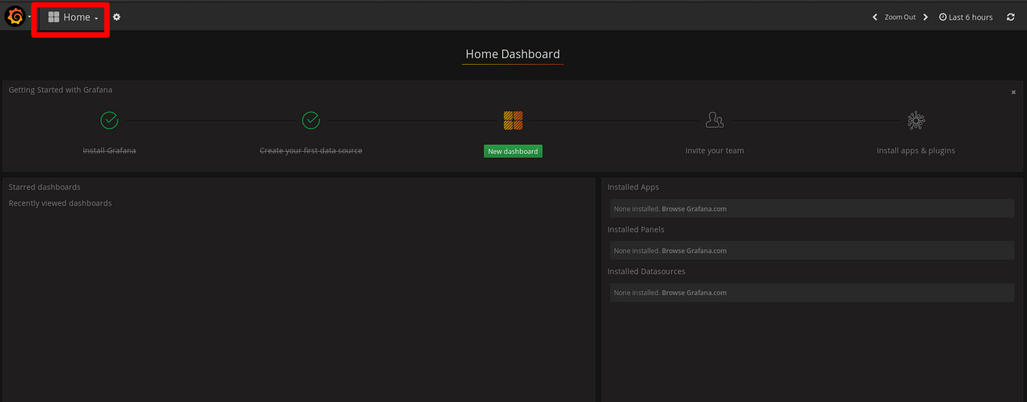 Home
Zoom Out
Last 6 hours
Home Dashboard
Getting Started with Grafana
Install Grafana
Create your first data source
New dashboard
Invite your team
Install apps & plugins
Starred dashboards
Recently viewed dashboards
Installed Apps
None installed. Browse Grafana.com
Installed Panels
None installed. Browse Grafana.com
Installed Datasources
None installed. Browse Grafana.com